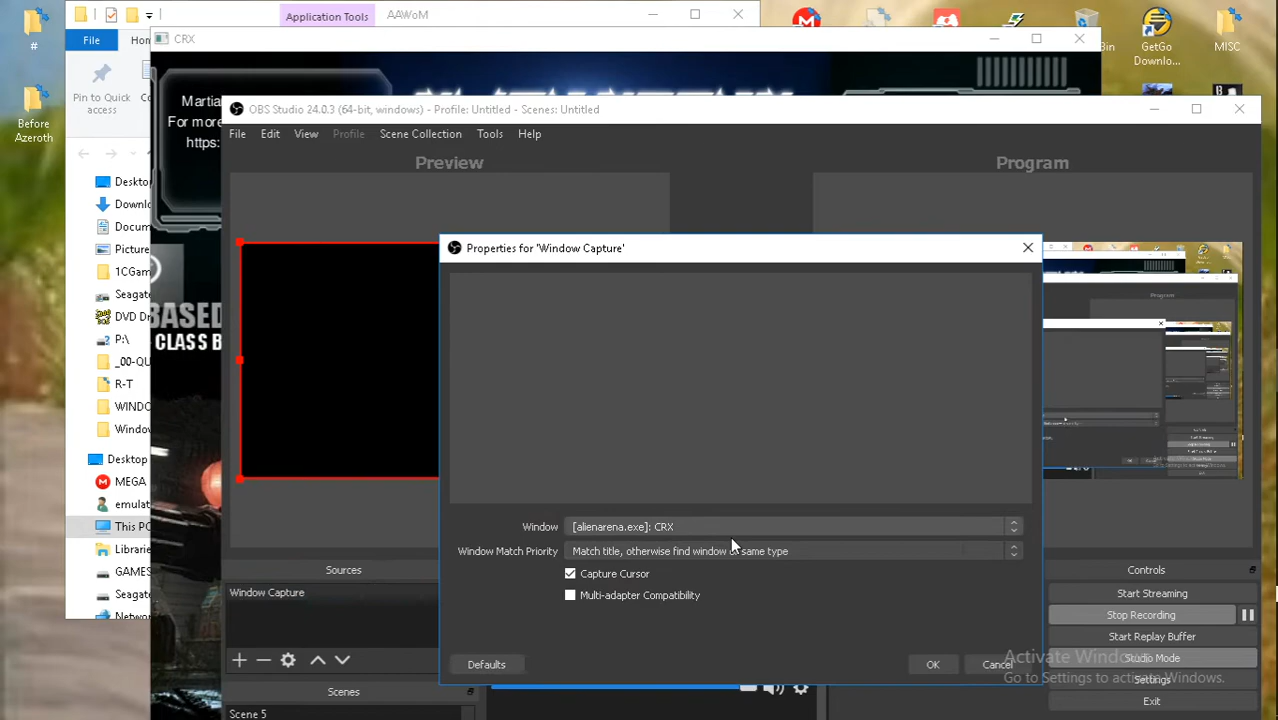 Application Tools
AAWoM
#
Before
Azeroth
Bin
GetGo
Downlo...
MISC
File
Pin to Quick
access
CRX
Martia
For more
https:
BASED
CLASS B
Desktop
OBS Studio 24.0.3 (64-bit, windows) - Profile: Untitled - Scenes: Untitled
File Edit View Profile Scene Collection Tools Help
Preview
Program
Properties for 'Window Capture'
Window [alienarena.exe]: CRX
Window Match Priority Match title, otherwise find window of same type
Capture Cursor
Multi-adapter Compatibility
Defaults
OK
Cancel
Desktop
Downlo
Docum
Picture
1CGam
Seagate
DVD Dr
P:\
_00-QU
R-T
WINDO
Window
Desktop
MEGA
emulat
This PC
Librarie
GAMES
Seagate
Networ
Sources
Window Capture
Scenes
Scene 5
Controls
Start Streaming
Stop Recording
Start Replay Buffer
Studio Mode
Settings
Exit
Activate Windows
Go to Settings to activate Windows.